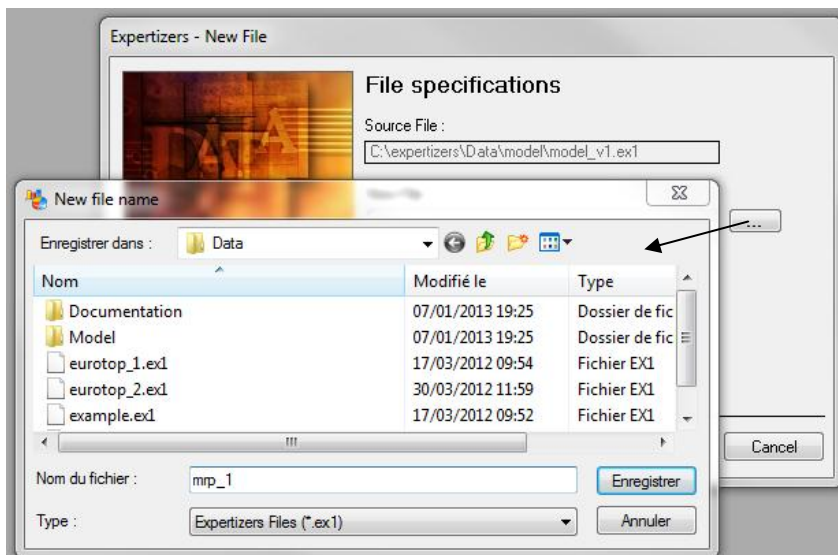 Expertizers - New File
DATA
File specifications
Source File :
C:\expertizers\Data\model\model_v1.ex1
New file name
...
Enregistrer dans : Data
Nom Modifié le Type
Documentation 07/01/2013 19:25 Dossier de fic
Model 07/01/2013 19:25 Dossier de fic
eurotop_1.ex1 17/03/2012 09:54 Fichier EX1
eurotop_2.ex1 30/03/2012 11:59 Fichier EX1
example.ex1 17/03/2012 09:52 Fichier EX1
Cancel
Nom du fichier : mrp_1 Enregistrer
Type : Expertizers Files (*.ex1) Annuler